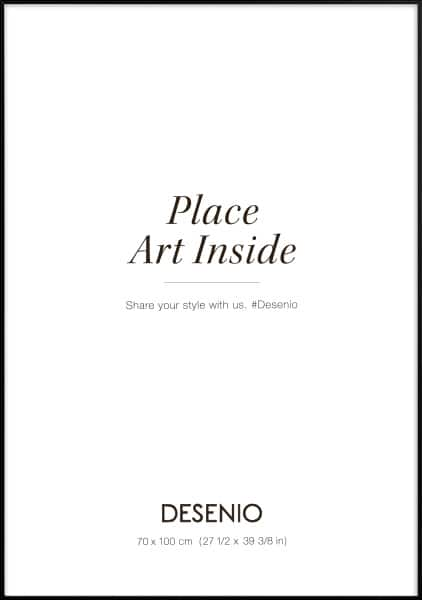 Place
Art Inside
Share your style with us. #Desenio
DESENIO
70 x 100 cm (27 1/2 x 39 3/8 in)